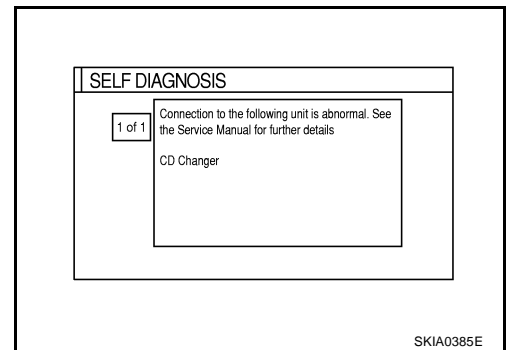 SELF DIAGNOSIS
1 of 1
Connection to the following unit is abnormal. See
the Service Manual for further details
CD Changer
SKIA0385E